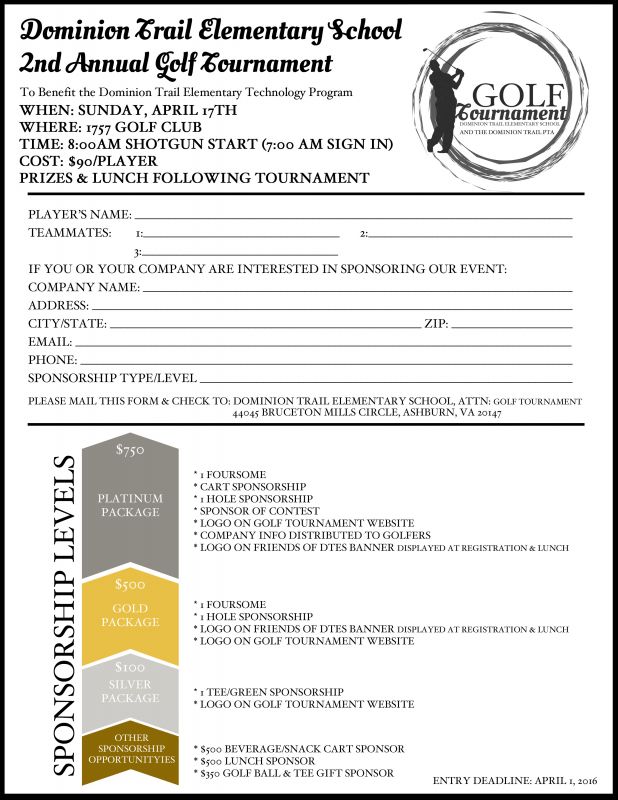 Dominion Trail Elementary School
2nd Annual Golf Tournament
To Benefit the Dominion Trail Elementary Technology Program
WHEN: SUNDAY, APRIL 17TH
WHERE: 1757 GOLF CLUB
TIME: 8:00AM SHOTGUN START (7:00 AM SIGN IN)
COST: $90/PLAYER
PRIZES & LUNCH FOLLOWING TOURNAMENT
GOLF
Tournament
DOMINION TRAIL ELEMENTARY SCHOOL
AND THE DOMINION TRAIL PTA
PLAYER'S NAME:
TEAMMATES: 1: 2:
3:
IF YOU OR YOUR COMPANY ARE INTERESTED IN SPONSORING OUR EVENT:
COMPANY NAME:
ADDRESS:
CITY/STATE: ZIP:
EMAIL:
PHONE:
SPONSORSHIP TYPE/LEVEL
PLEASE MAIL THIS FORM & CHECK TO: DOMINION TRAIL ELEMENTARY SCHOOL, ATTN: GOLF TOURNAMENT
44045 BRUCETON MILLS CIRCLE, ASHBURN, VA 20147
SPONSORSHIP LEVELS
$750
PLATINUM
PACKAGE
* 1 FOURSOME
* CART SPONSORSHIP
* 1 HOLE SPONSORSHIP
* SPONSOR OF CONTEST
* LOGO ON GOLF TOURNAMENT WEBSITE
* COMPANY INFO DISTRIBUTED TO GOLFERS
* LOGO ON FRIENDS OF DTES BANNER DISPLAYED AT REGISTRATION & LUNCH
$500
GOLD
PACKAGE
* 1 FOURSOME
* 1 HOLE SPONSORSHIP
* LOGO ON FRIENDS OF DTES BANNER DISPLAYED AT REGISTRATION & LUNCH
* LOGO ON GOLF TOURNAMENT WEBSITE
$100
SILVER
PACKAGE
* 1 TEE/GREEN SPONSORSHIP
* LOGO ON GOLF TOURNAMENT WEBSITE
OTHER
SPONSORSHIP
OPPORTUNITYIES
* $500 BEVERAGE/SNACK CART SPONSOR
* $500 LUNCH SPONSOR
* $350 GOLF BALL & TEE GIFT SPONSOR
ENTRY DEADLINE: APRIL 1, 2016